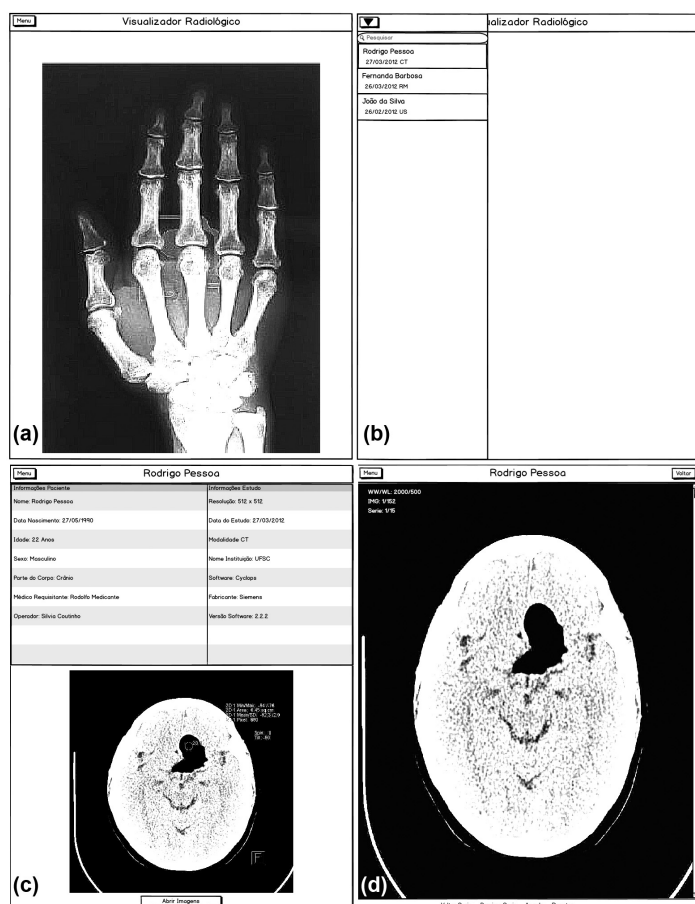 Menu
Visualizador Radiológico
(a)
ializador Radiológico
Pesquisar
Rodrigo Pessoa
27/03/2012 CT
Fernanda Barbosa
26/03/2012 RM
João da Silva
26/02/2012 US
(b)
Menu
Rodrigo Pessoa
Informações Paciente
Informações Estudo
Nome: Rodrigo Pessoa
Resolução: 512 x 512
Data Nascimento: 27/05/1990
Data do Estudo: 27/03/2012
Idade: 22 Anos
Modalidade CT
Sexo: Masculino
Nome Instituição: UFSC
Parte do Corpo: Crânio
Software: Cyclops
Médico Requisitante: Rodolfo Medicante
Fabricante: Siemens
Operador: Silvio Coutinho
Versão Software: 2.2.2
F
(c)
Abrir Imagens
Menu
Rodrigo Pessoa
Voltar
WW/WL: 2000/500
IMG: 1/152
Serie: 1/15
(d)